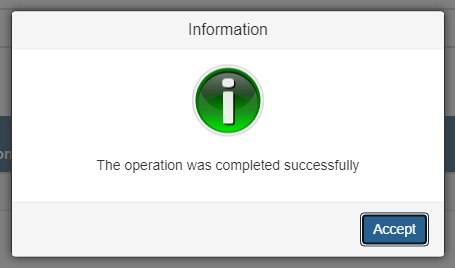 Information
The operation was completed successfully
Accept